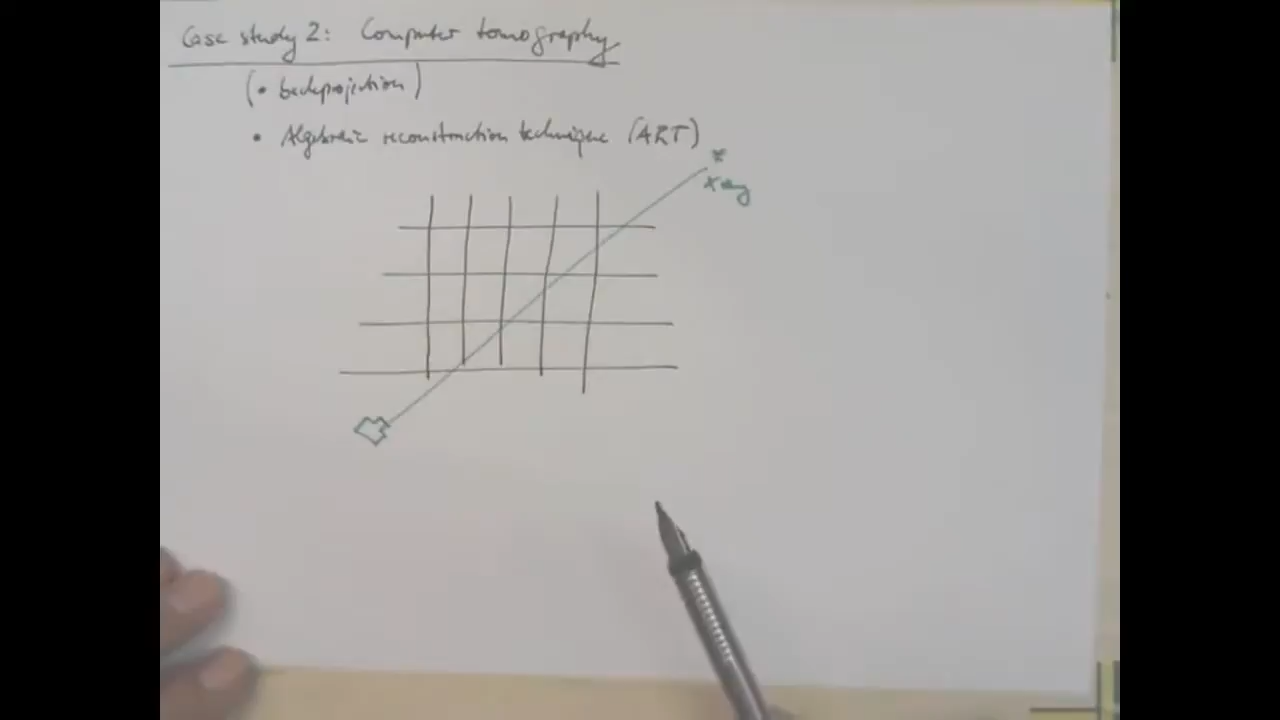 Case study 2: Computer tomography
(• backprojection)
• Algebraic reconstruction technique (ART)
X ray